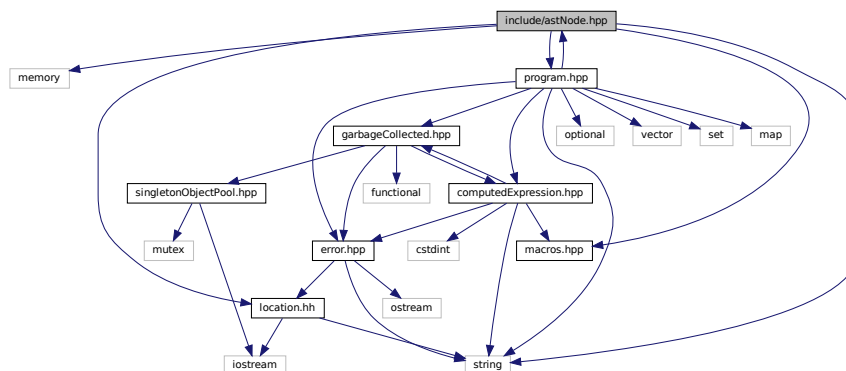 include/astNode.hpp
memory
program.hpp
garbageCollected.hpp
optional
vector
set
map
singletonObjectPool.hpp
functional
computedExpression.hpp
mutex
error.hpp
cstdint
macros.hpp
location.hh
ostream
iostream
string